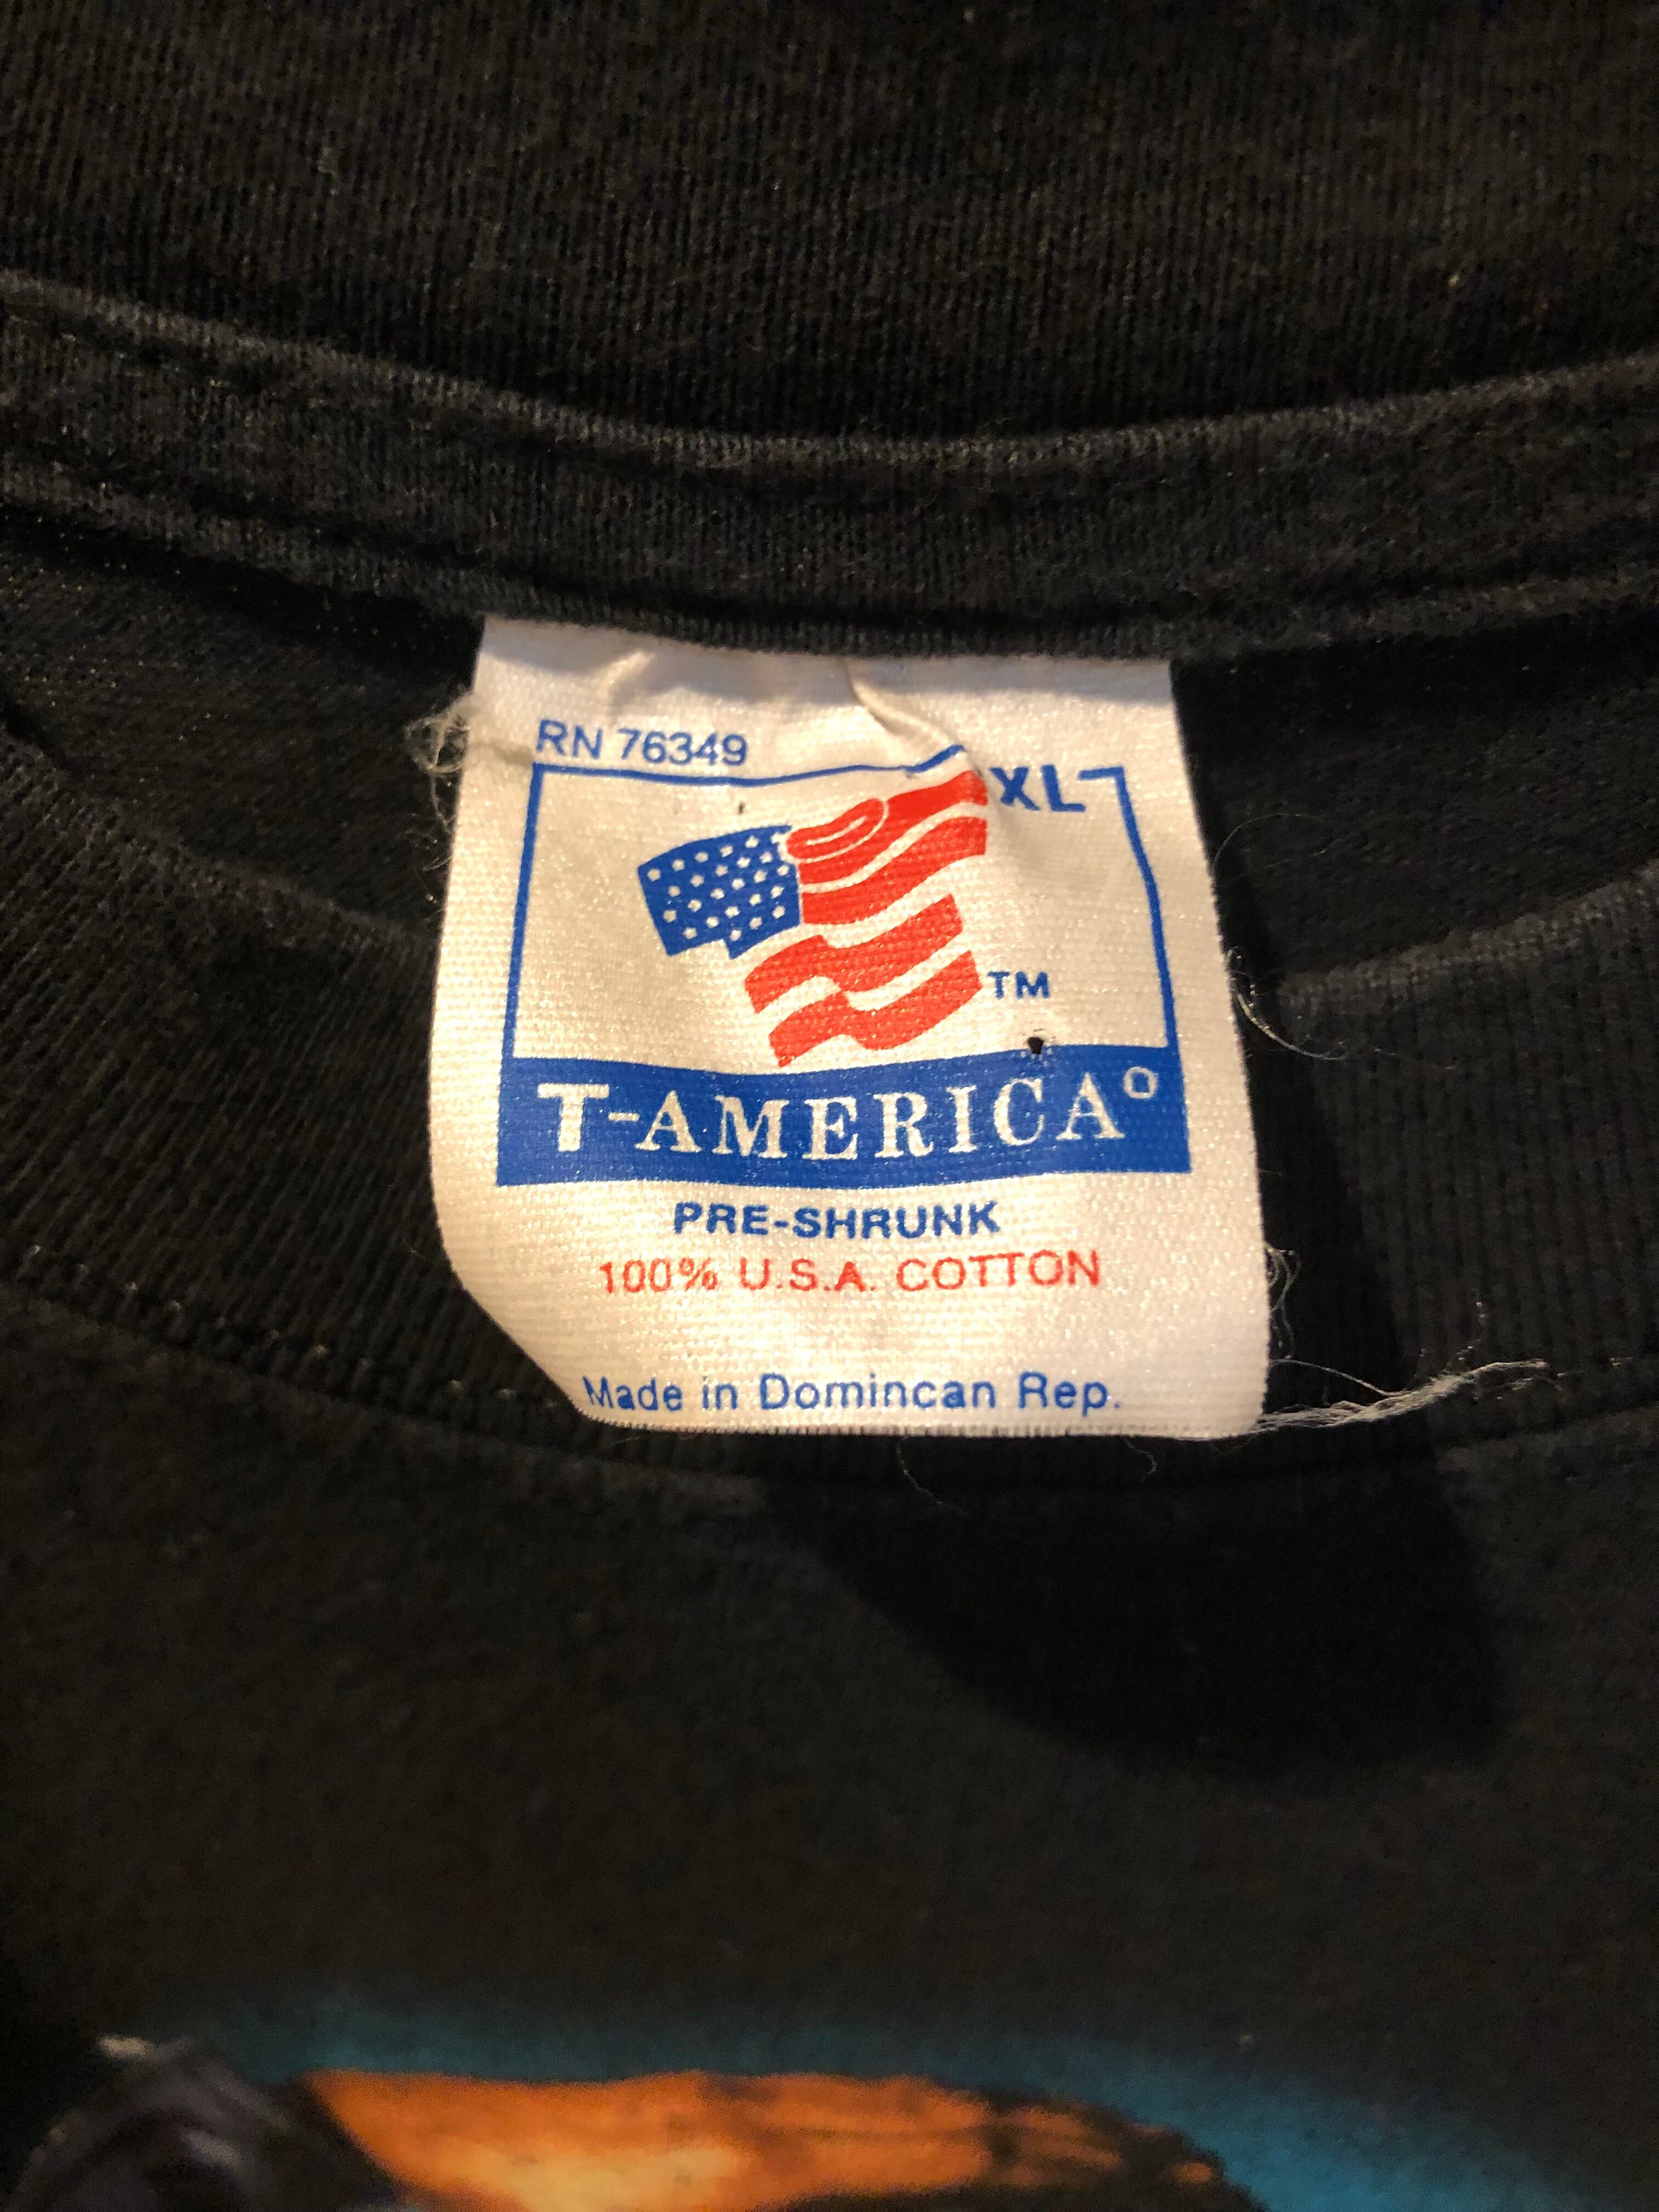 RN 76349
XL
TM
T-AMERICA®
PRE-SHRUNK
100% U.S.A. COTTON
Made in Domincan Rep.